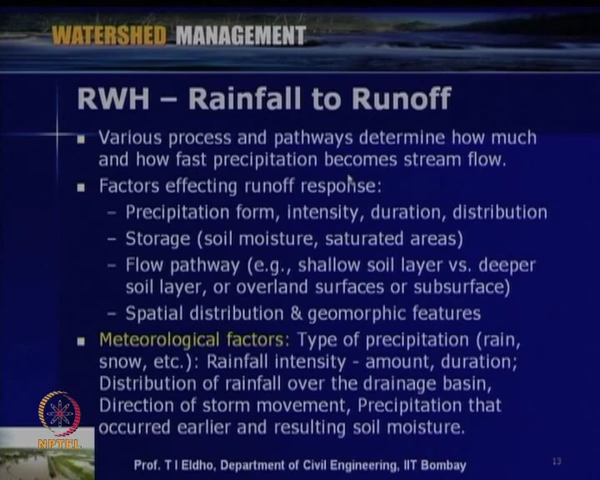 WATERSHED MANAGEMENT
RWH – Rainfall to Runoff
▪ Various process and pathways determine how much
and how fast precipitation becomes stream flow.
▪ Factors effecting runoff response:
– Precipitation form, intensity, duration, distribution
– Storage (soil moisture, saturated areas)
– Flow pathway (e.g., shallow soil layer vs. deeper
soil layer, or overland surfaces or subsurface)
– Spatial distribution & geomorphic features
▪ Meteorological factors: Type of precipitation (rain,
snow, etc.): Rainfall intensity - amount, duration;
Distribution of rainfall over the drainage basin,
Direction of storm movement, Precipitation that
occurred earlier and resulting soil moisture.
NPTEL
Prof. T I Eldho, Department of Civil Engineering, IIT Bombay
13